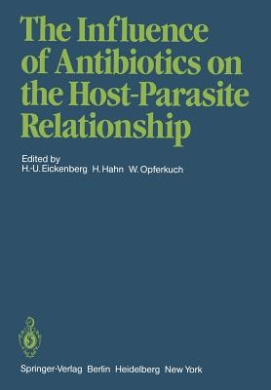 The Influence
of Antibiotics on
the Host-Parasite
Relationship
Edited by
H.-U. Eickenberg H. Hahn W. Opferkuch
Springer-Verlag Berlin Heidelberg New York